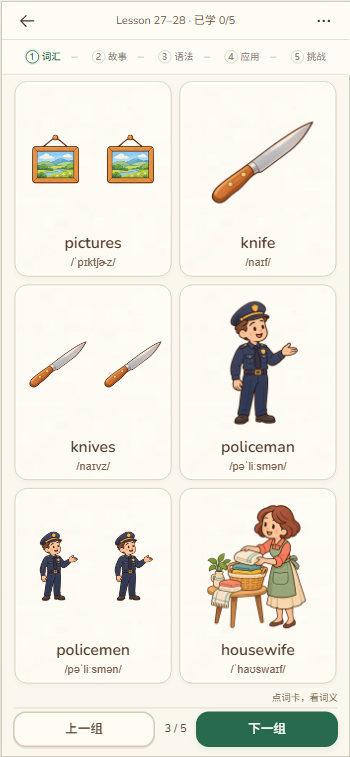 Lesson 27–28 · 已学 0/5
1 词汇 – 2 故事 – 3 语法 – 4 应用 – 5 挑战
pictures knife
/ˈpɪktʃɚz/ /naɪf/
knives policeman
/naɪvz/ /pəˈliːsmən/
policemen housewife
/pəˈliːsmən/ /ˈhaʊswaɪf/
点词卡，看词义
上一组 3 / 5 下一组